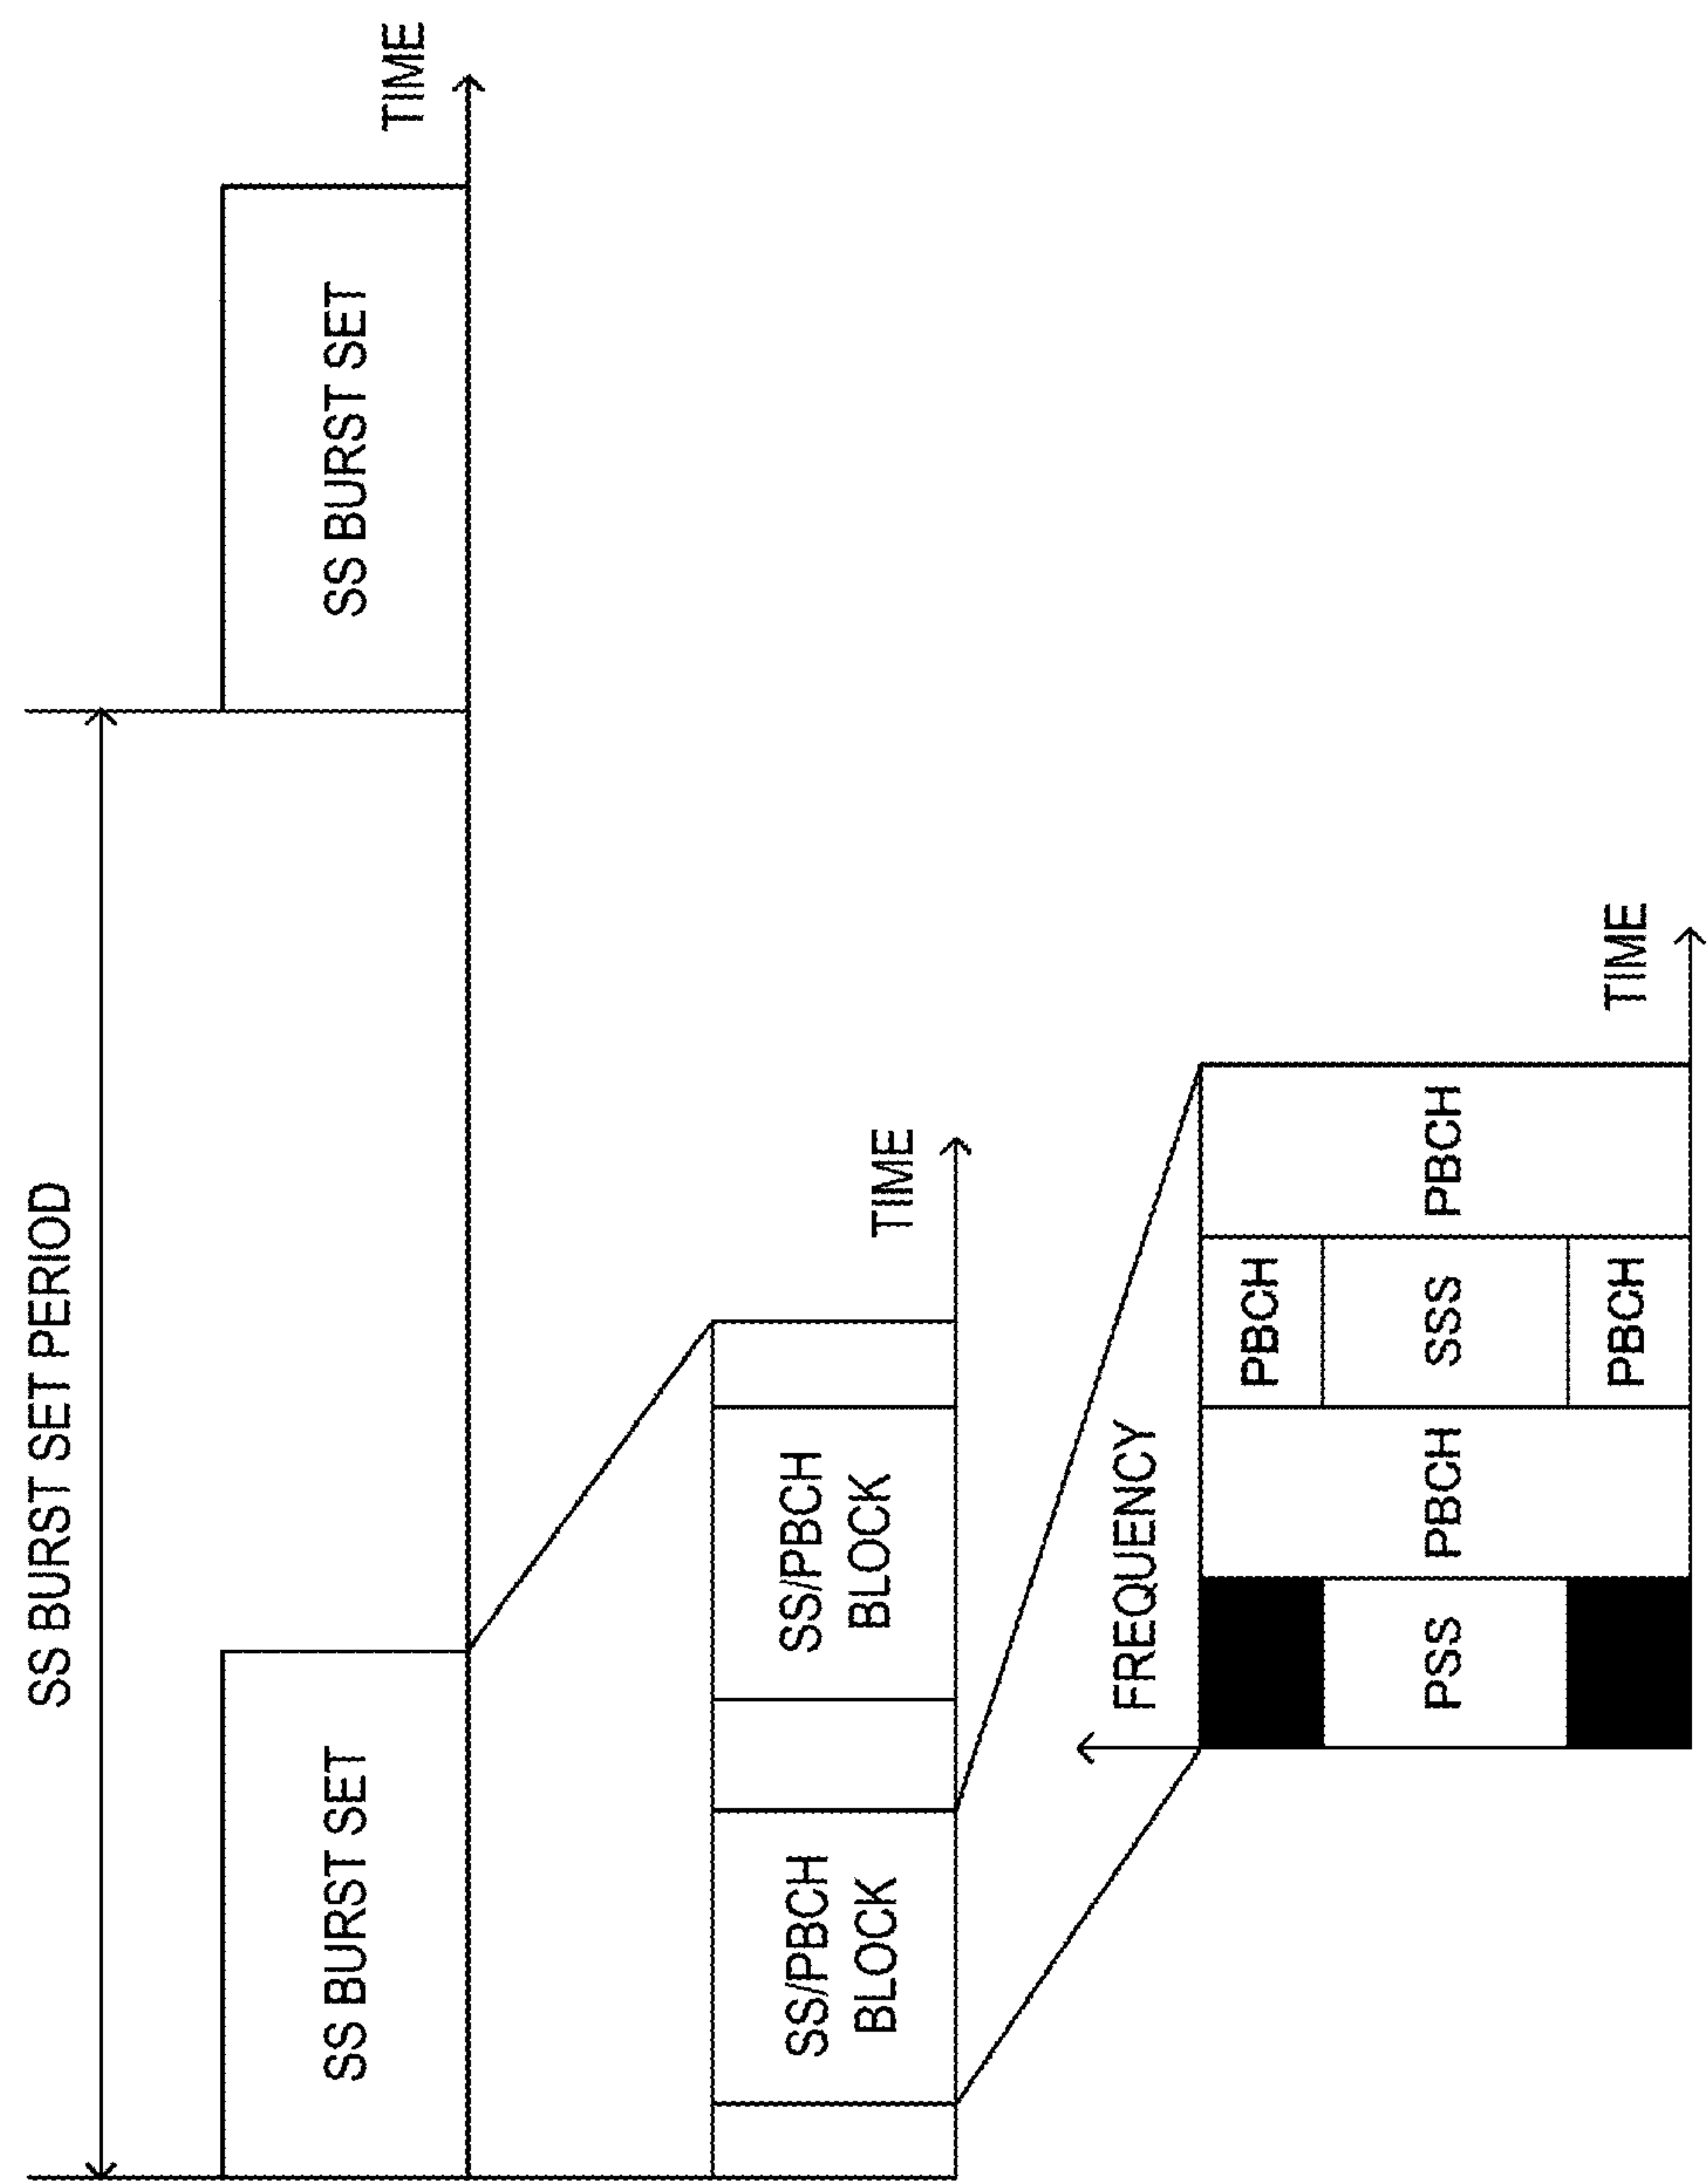 SS BURST SET PERIOD
SS BURST SET
SS BURST SET
TIME
SS/PBCH
BLOCK
SS/PBCH
BLOCK
TIME
FREQUENCY
PSS
PBCH
PBCH
SSS
PBCH
PBCH
TIME